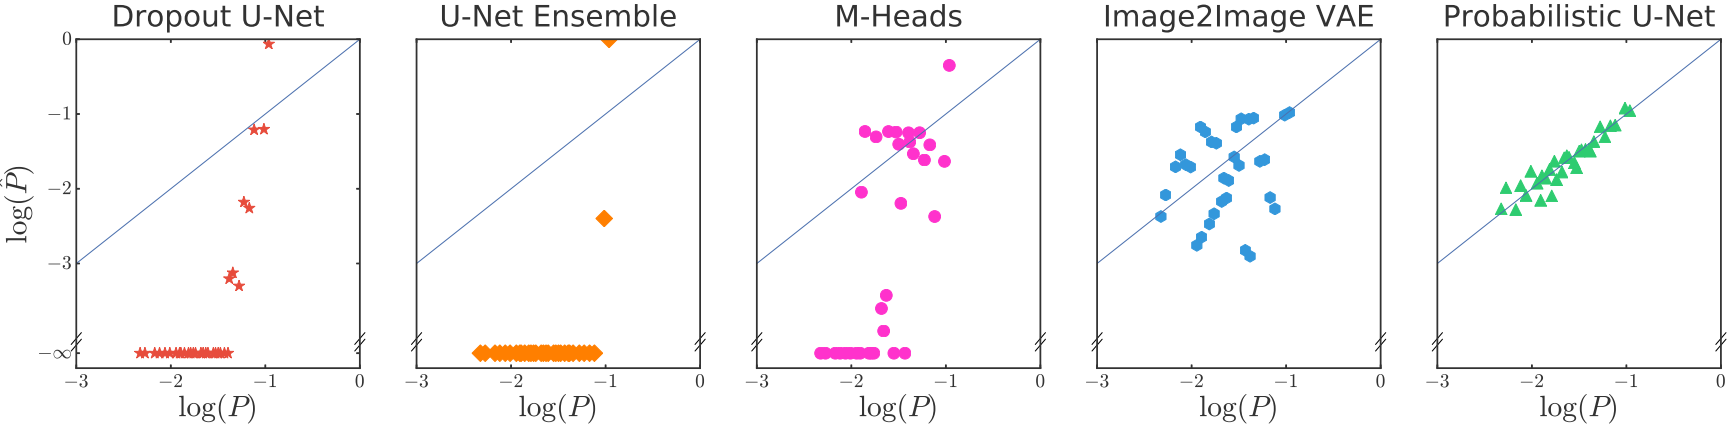 Dropout U-Net
U-Net Ensemble
M-Heads
Image2Image VAE
Probabilistic U-Net
0
−1
−2
−3
−∞
log(P̂)
−3 −2 −1 0
−3 −2 −1 0
−3 −2 −1 0
−3 −2 −1 0
−3 −2 −1 0
log(P)
log(P)
log(P)
log(P)
log(P)